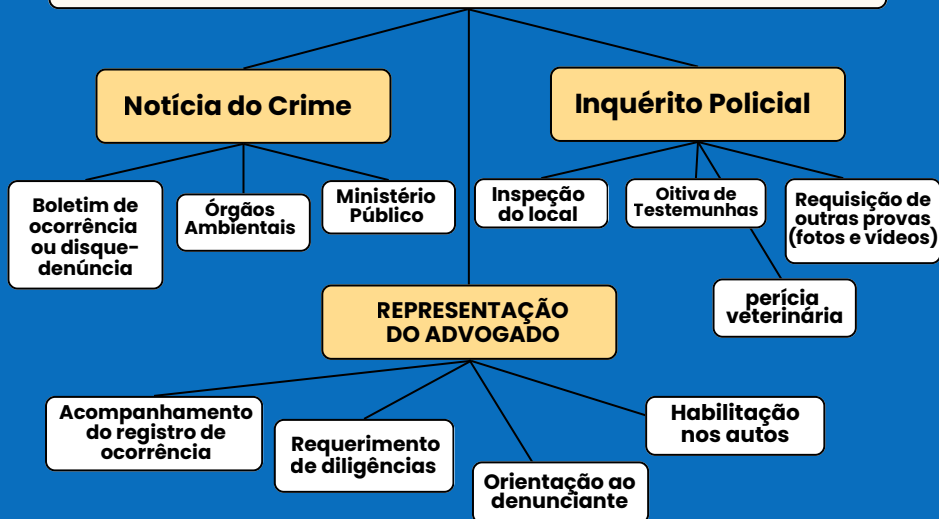 Notícia do Crime
Inquérito Policial
Boletim de
ocorrência
ou disque-
denúncia
Órgãos
Ambientais
Ministério
Público
Inspeção
do local
Oitiva de
Testemunhas
Requisição de
outras provas
(fotos e vídeos)
perícia
veterinária
REPRESENTAÇÃO
DO ADVOGADO
Acompanhamento
do registro de
ocorrência
Requerimento
de diligências
Orientação ao
denunciante
Habilitação
nos autos